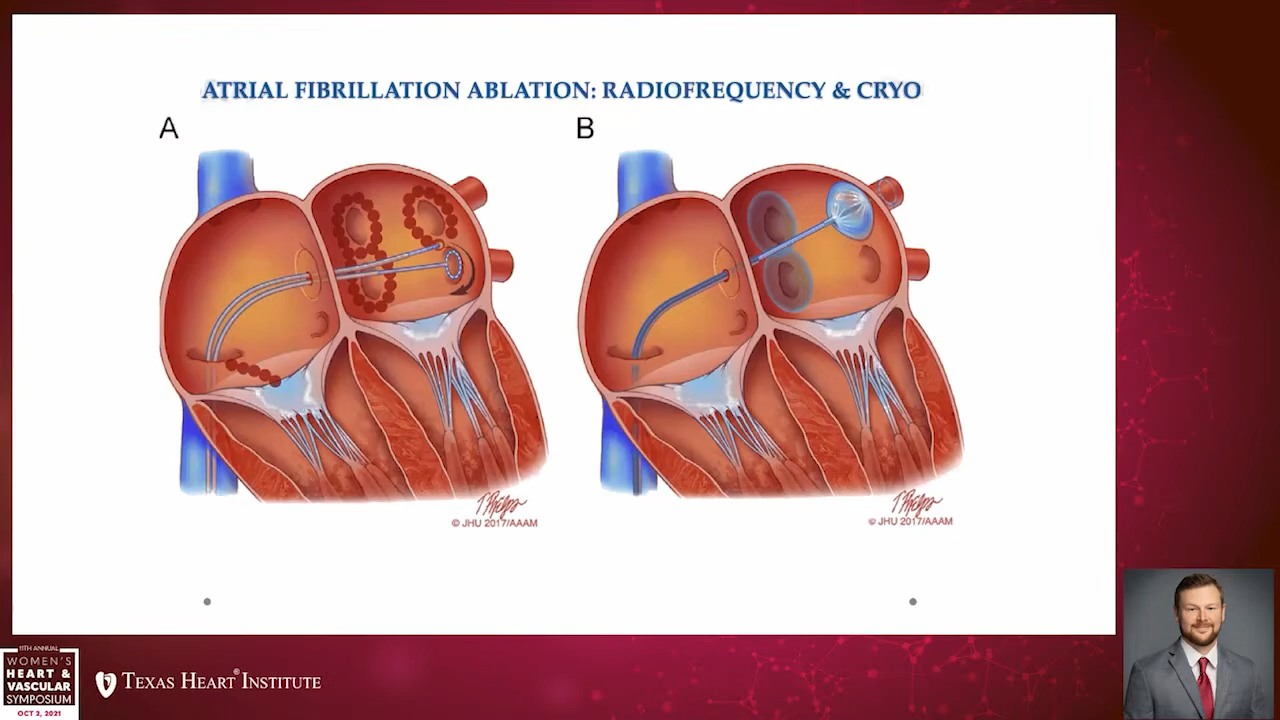 ATRIAL FIBRILLATION ABLATION: RADIOFREQUENCY & CRYO
A
B
© JHU 2017/AAAM
© JHU 2017/AAAM
11TH ANNUAL
WOMEN'S
HEART &
VASCULAR
SYMPOSIUM
OCT 2, 2021
TEXAS HEART® INSTITUTE